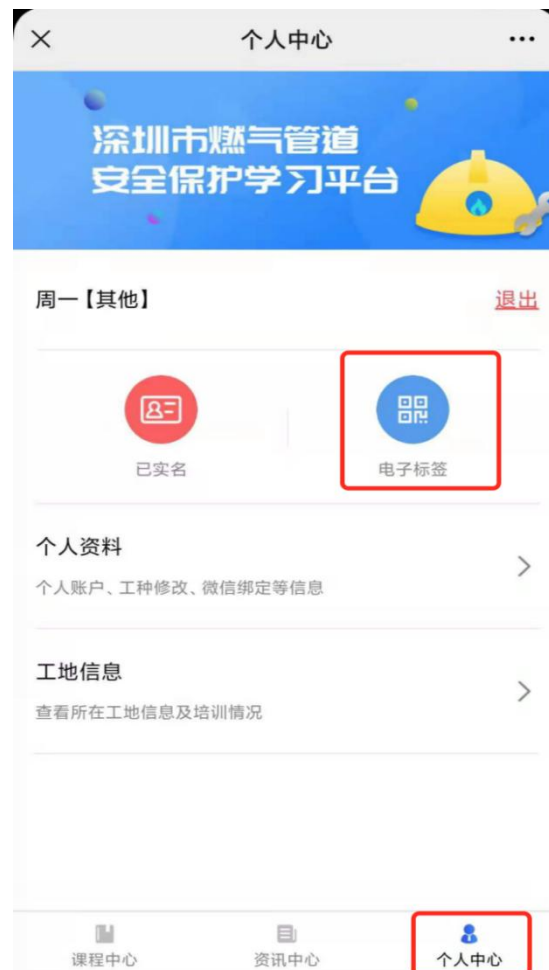 个人中心
深圳市燃气管道
安全保护学习平台
周一【其他】
退出
已实名
电子标签
个人资料
个人账户、工种修改、微信绑定等信息
工地信息
查看所在工地信息及培训情况
课程中心
资讯中心
个人中心